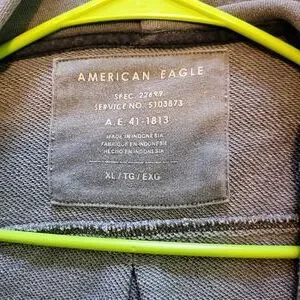 AMERICAN EAGLE
SPEC. 22699
SERVICE NO. S103873
A.E. 41-1813
MADE IN INDONESIA
FABRIQUÉ EN INDONÉSIE
HECHO EN INDONESIA
XL / TG / EXG